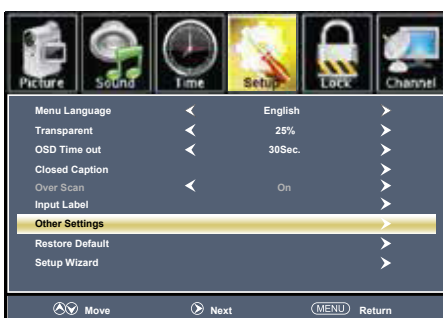 Picture Sound Time Setup Lock Channel
Menu Language English
Transparent 25%
OSD Time out 30Sec.
Closed Caption
Over Scan On
Input Label
Other Settings
Restore Default
Setup Wizard
Move Next MENU Return